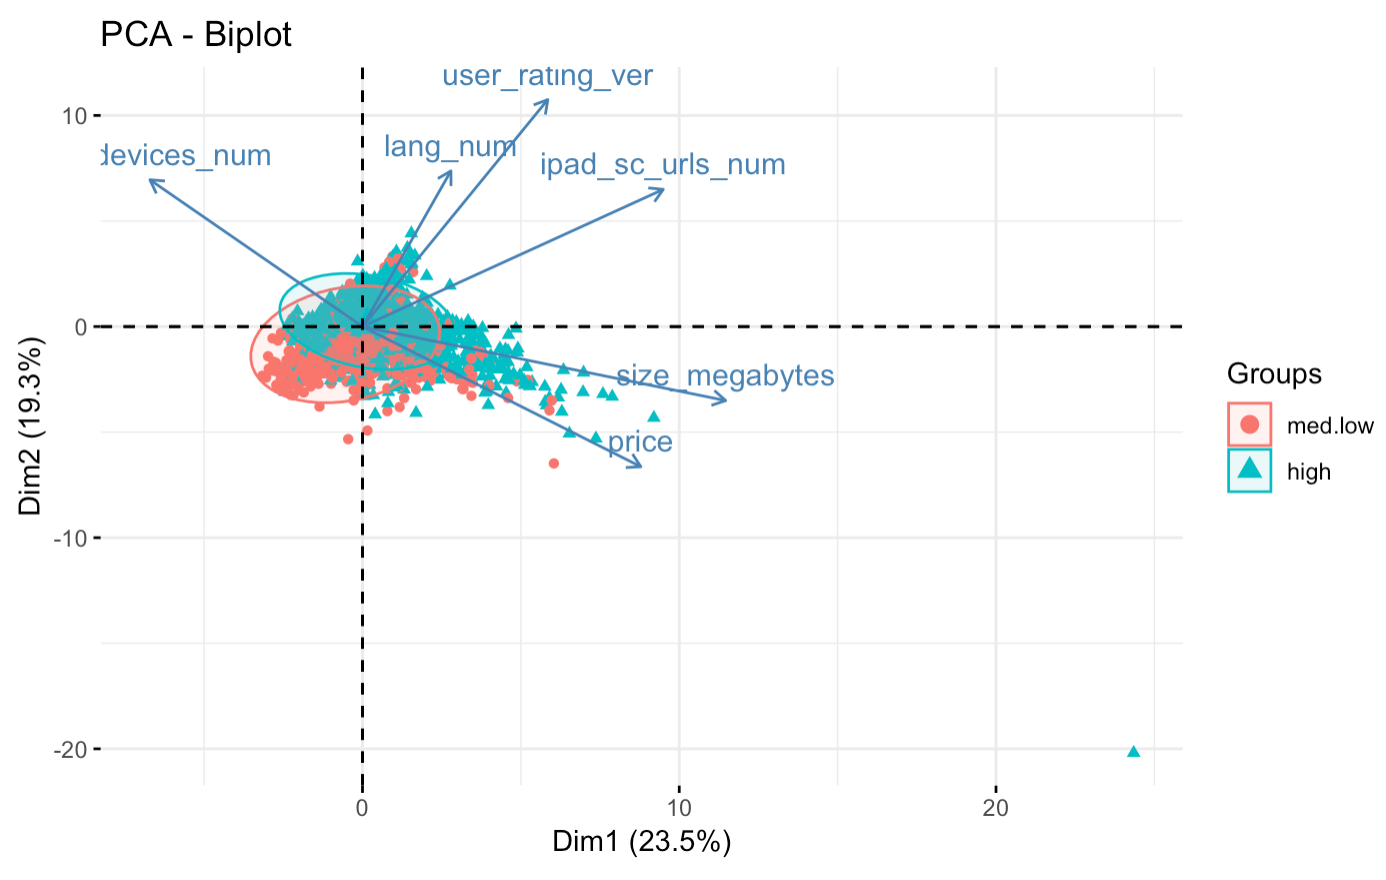 PCA - Biplot
user_rating_ver
lang_num
devices_num
ipad_sc_urls_num
size_megabytes
price
10
0
-10
-20
0
10
20
Dim1 (23.5%)
Dim2 (19.3%)
Groups
med.low
high